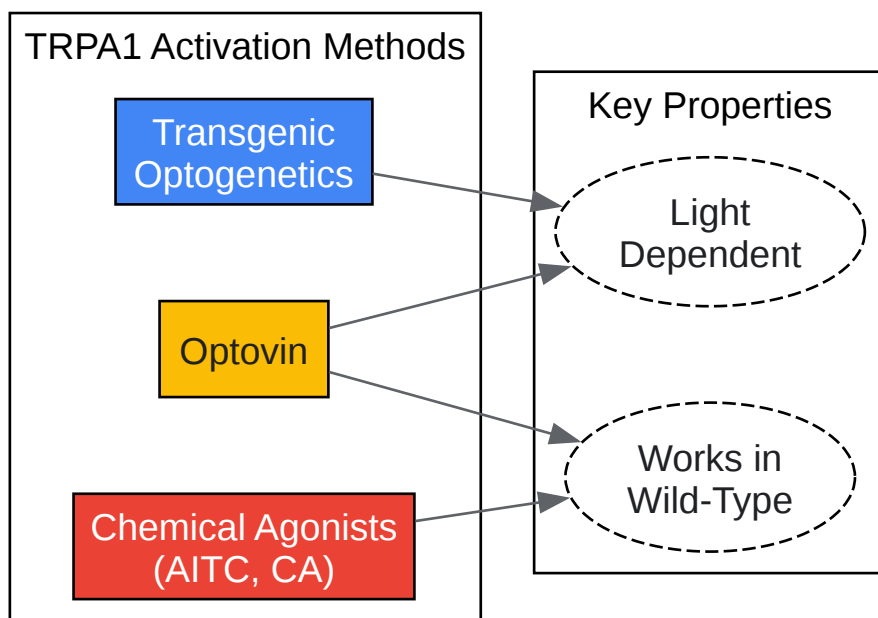 TRPA1 Activation Methods
Transgenic
Optogenetics
Optovin
Chemical Agonists
(AITC, CA)
Key Properties
Light
Dependent
Works in
Wild-Type